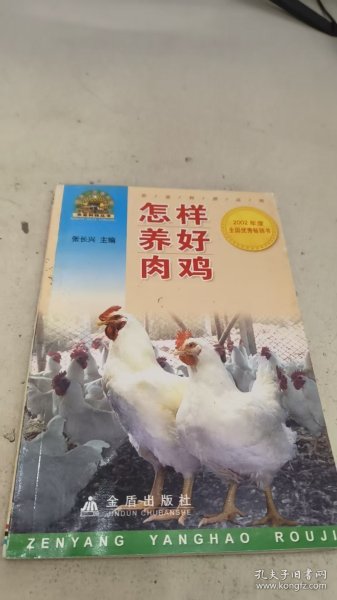 怎样
养好
肉鸡
张长兴 主编
2002年度
全国优秀畅销书
金盾出版社
JINDUN CHUBANSHE
ZENYANG YANGHAO ROUJI
孔夫子旧书网
www.kongfz.com